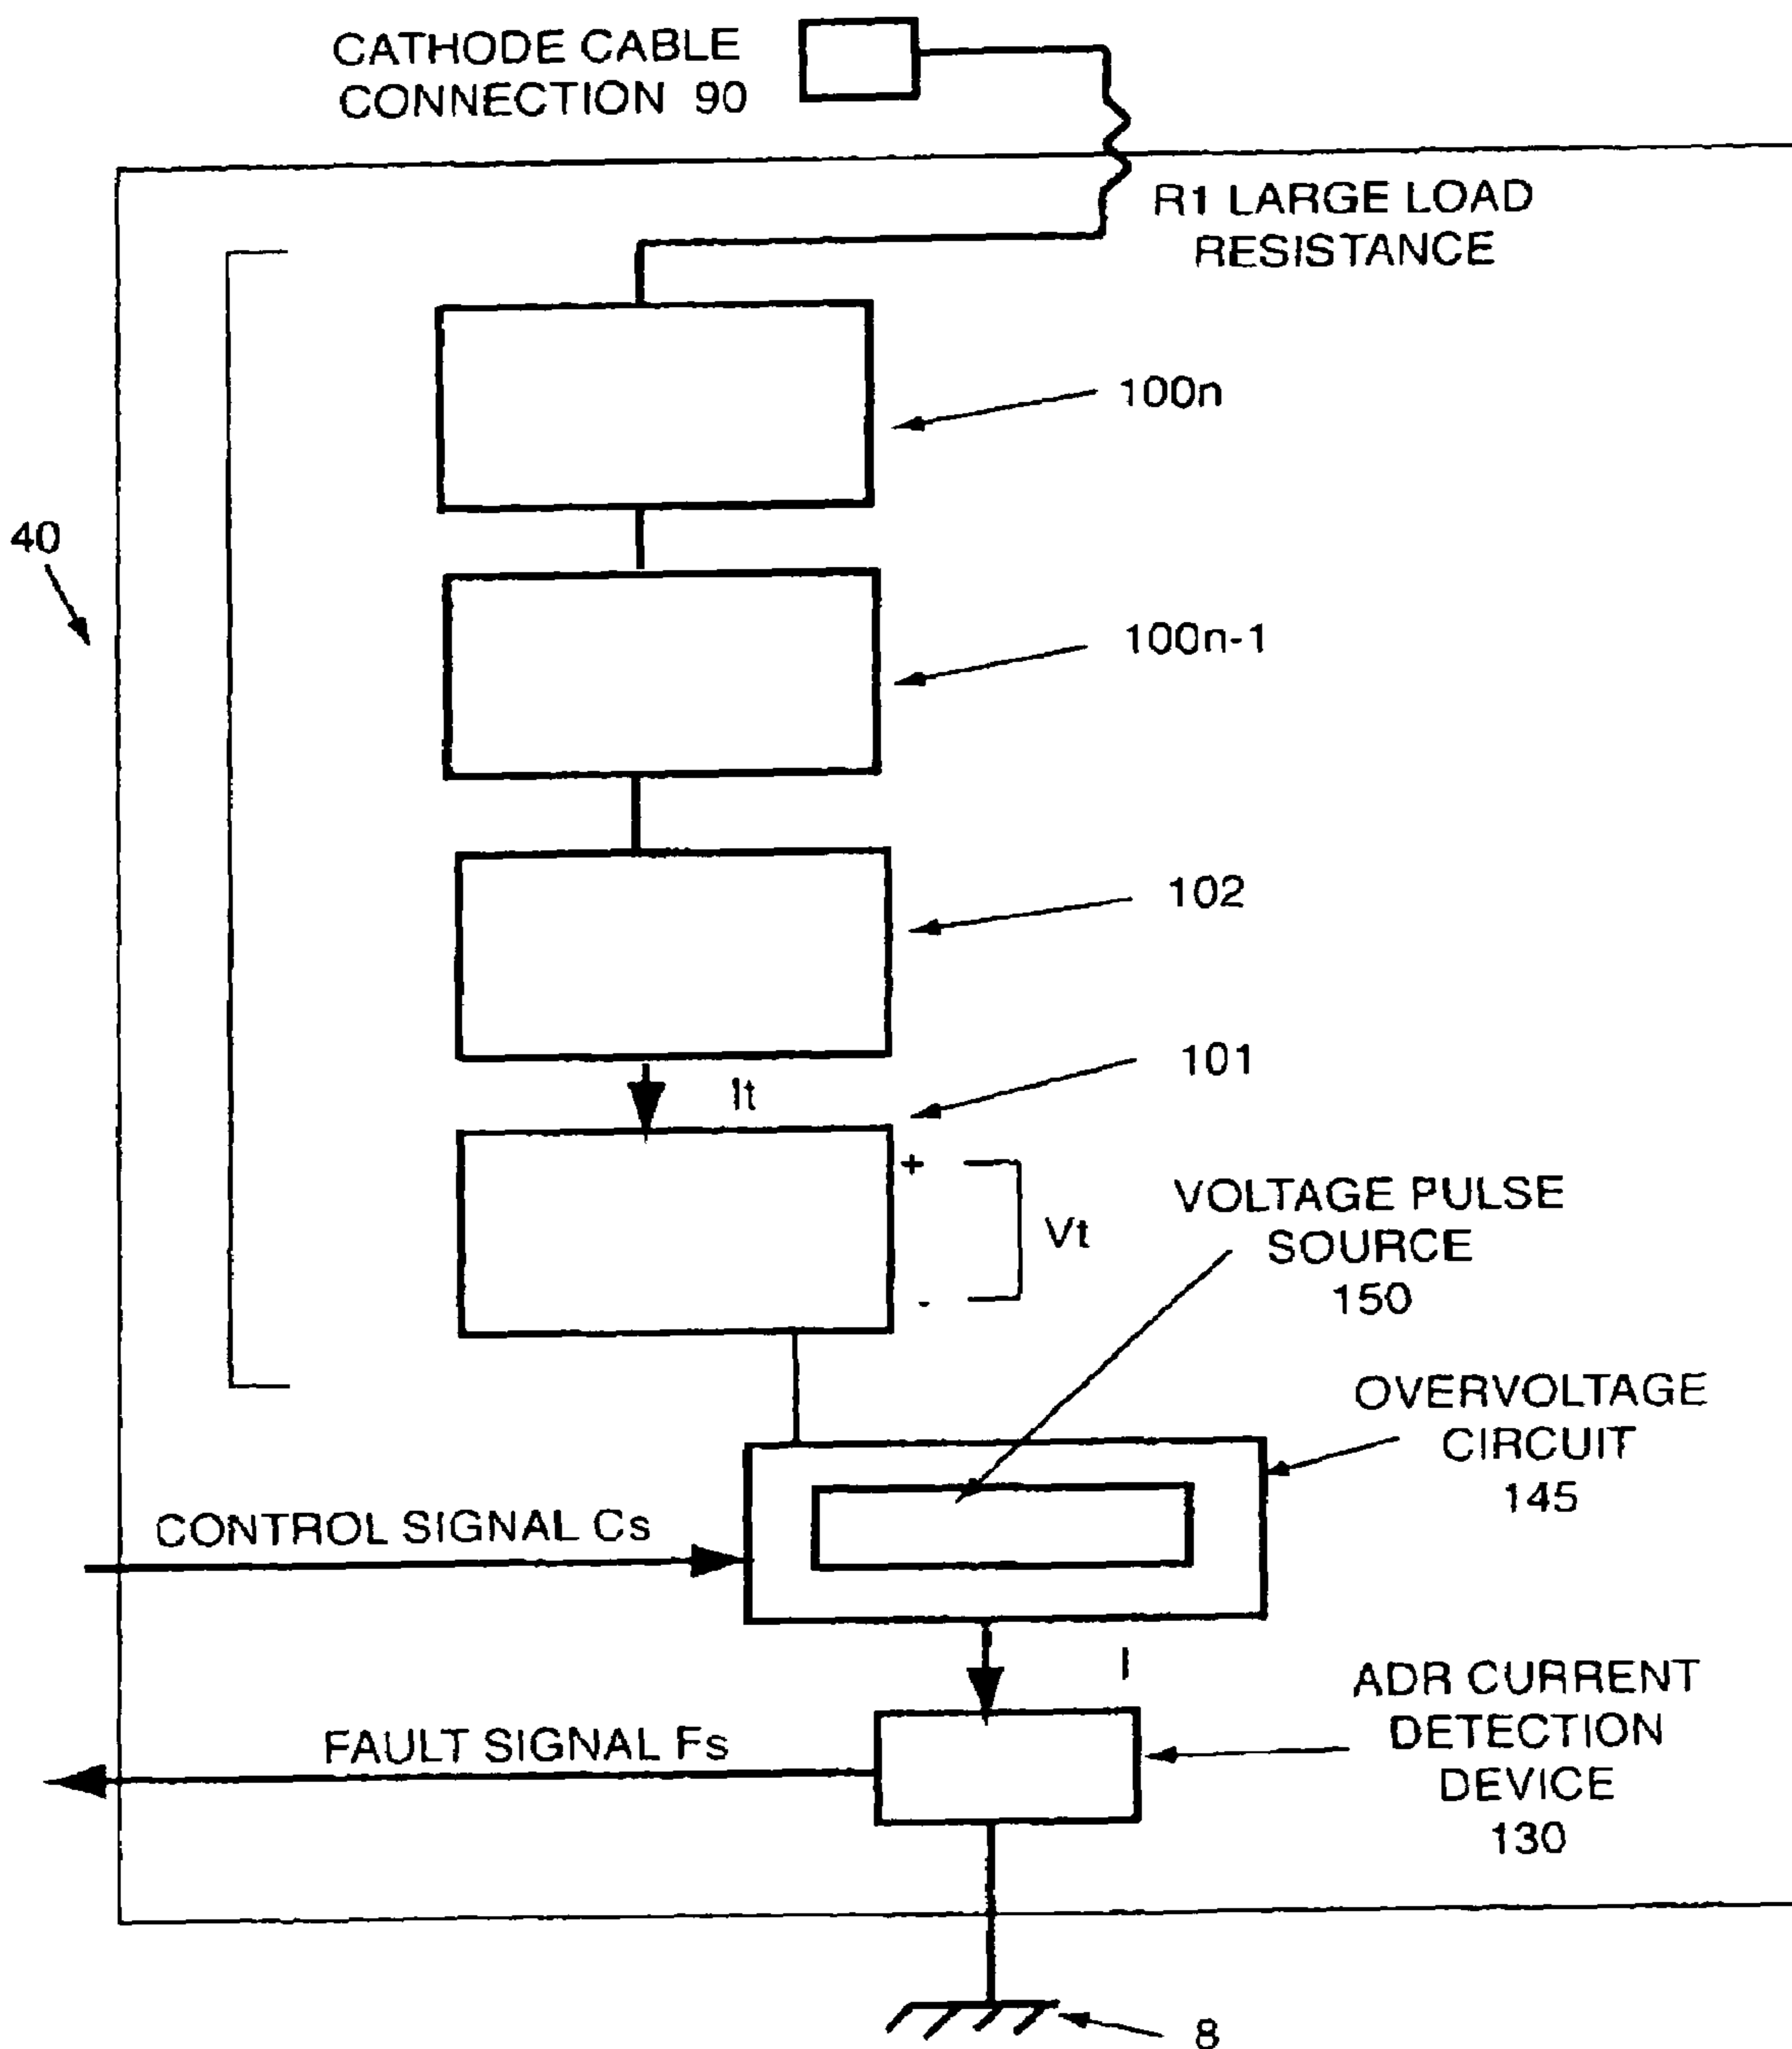 CATHODE CABLE
CONNECTION 90
R1 LARGE LOAD
RESISTANCE
100n
40
100n-1
102
101
It
+
Vt
-
VOLTAGE PULSE
SOURCE
150
OVERVOLTAGE
CIRCUIT
145
CONTROL SIGNAL Cs
I
ADR CURRENT
DETECTION
DEVICE
130
FAULT SIGNAL Fs
8